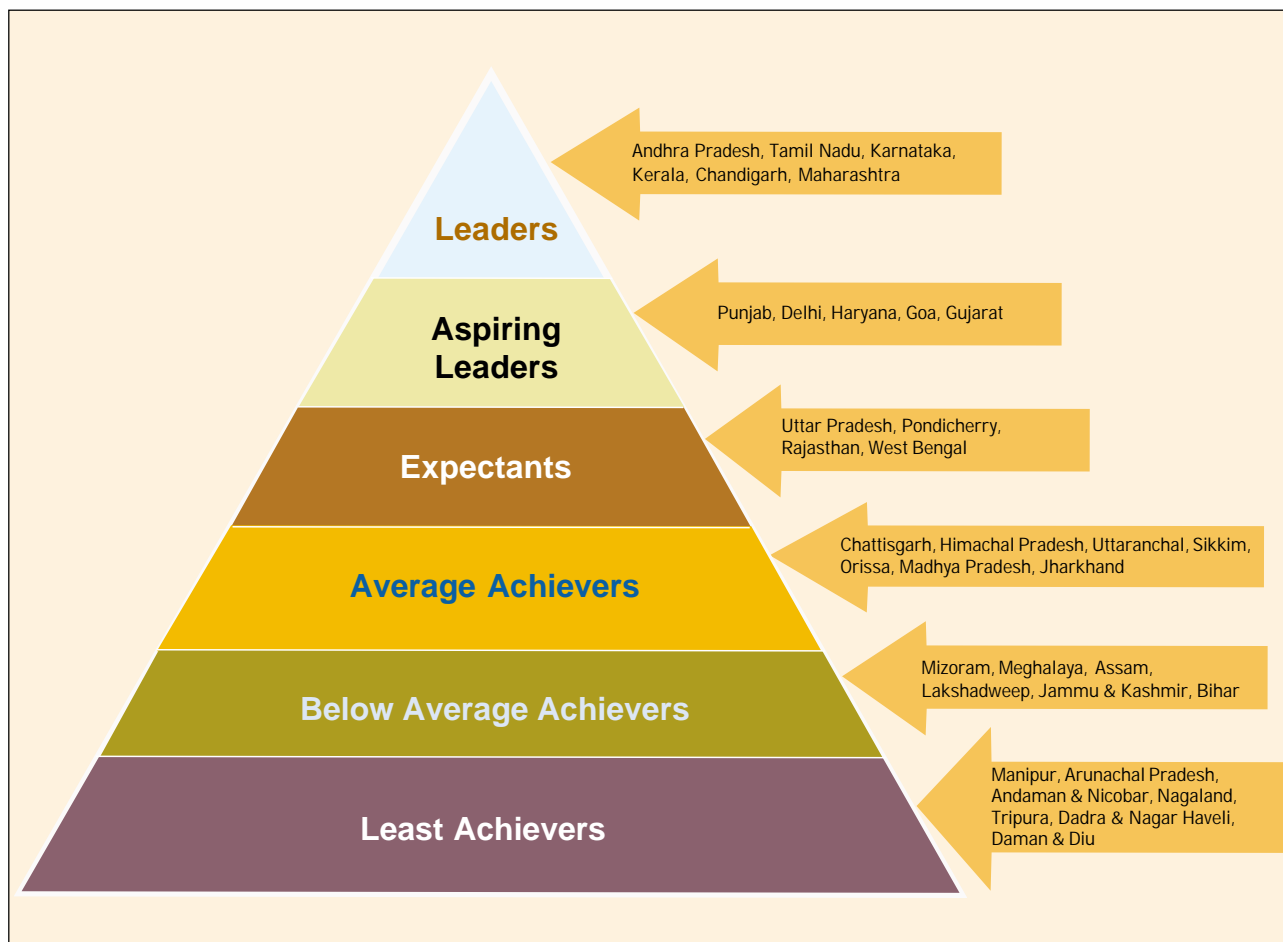 Andhra Pradesh, Tamil Nadu, Karnataka,
Kerala, Chandigarh, Maharashtra
Leaders
Punjab, Delhi, Haryana, Goa, Gujarat
Aspiring
Leaders
Uttar Pradesh, Pondicherry,
Rajasthan, West Bengal
Expectants
Chattisgarh, Himachal Pradesh, Uttaranchal, Sikkim,
Orissa, Madhya Pradesh, Jharkhand
Average Achievers
Mizoram, Meghalaya, Assam,
Lakshadweep, Jammu & Kashmir, Bihar
Below Average Achievers
Manipur, Arunachal Pradesh,
Andaman & Nicobar, Nagaland,
Tripura, Dadra & Nagar Haveli,
Daman & Diu
Least Achievers